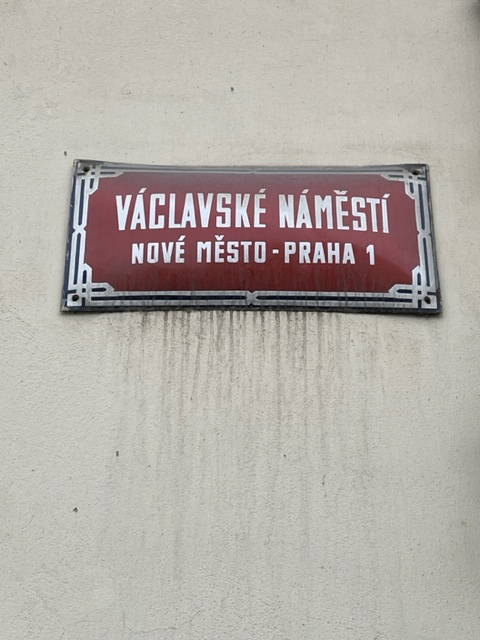 VÁCLAVSKÉ NÁMĚSTÍ
NOVÉ MĚSTO - PRAHA 1